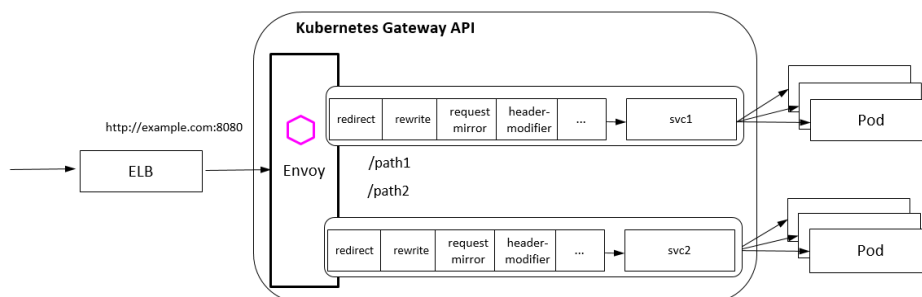 Kubernetes Gateway API
redirect
rewrite
request
mirror
header-
modifier
...
svc1
Pod
http://example.com:8080
ELB
Envoy
/path1
/path2
redirect
rewrite
request
mirror
header-
modifier
...
svc2
Pod